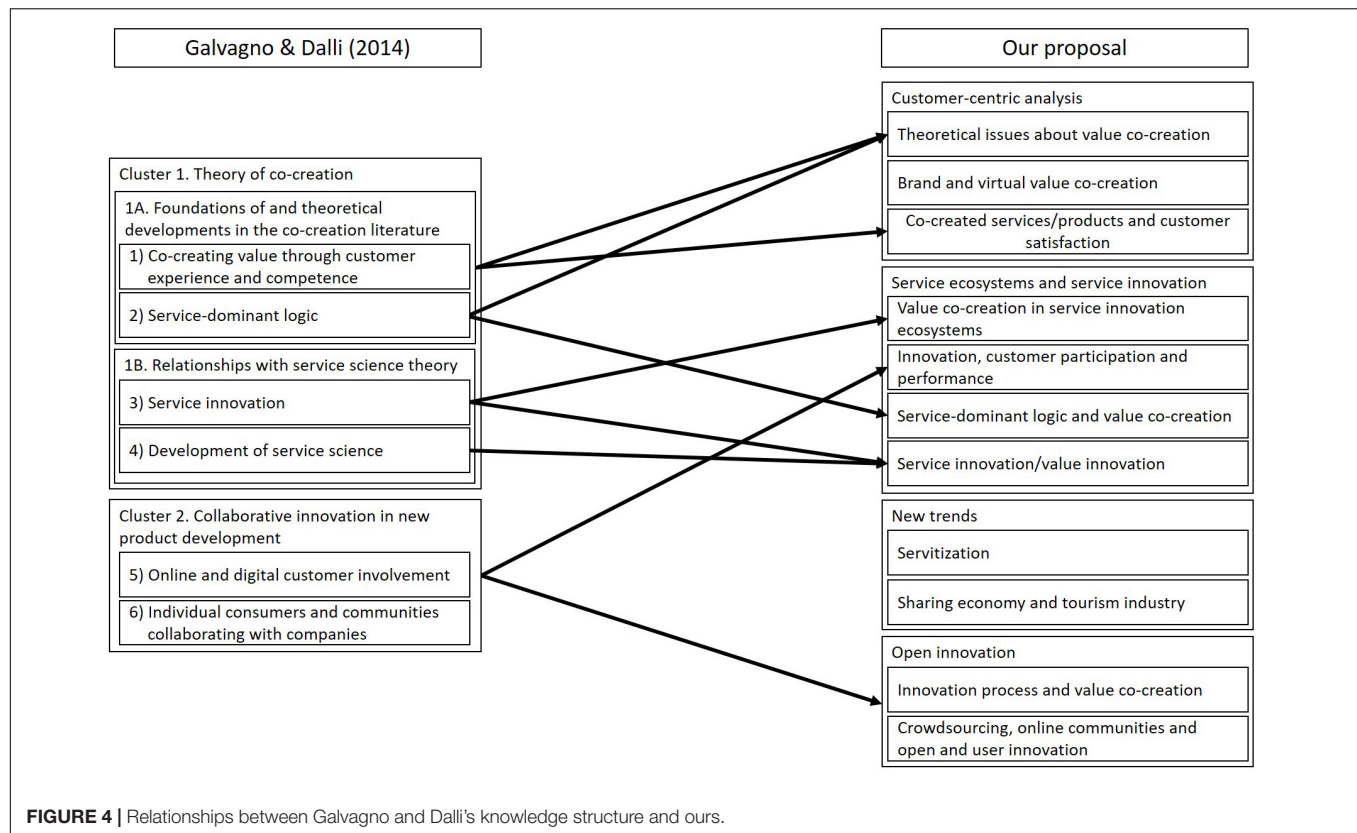 Galvagno & Dalli (2014)
Cluster 1. Theory of co-creation
1A. Foundations of and theoretical
developments in the co-creation literature
1) Co-creating value through customer
experience and competence
2) Service-dominant logic
1B. Relationships with service science theory
3) Service innovation
4) Development of service science
Cluster 2. Collaborative innovation in new
product development
5) Online and digital customer involvement
6) Individual consumers and communities
collaborating with companies
Our proposal
Customer-centric analysis
Theoretical issues about value co-creation
Brand and virtual value co-creation
Co-created services/products and customer
satisfaction
Service ecosystems and service innovation
Value co-creation in service innovation
ecosystems
Innovation, customer participation and
performance
Service-dominant logic and value co-creation
Service innovation/value innovation
New trends
Servitization
Sharing economy and tourism industry
Open innovation
Innovation process and value co-creation
Crowdsourcing, online communities and
open and user innovation
FIGURE 4 | Relationships between Galvagno and Dalli's knowledge structure and ours.